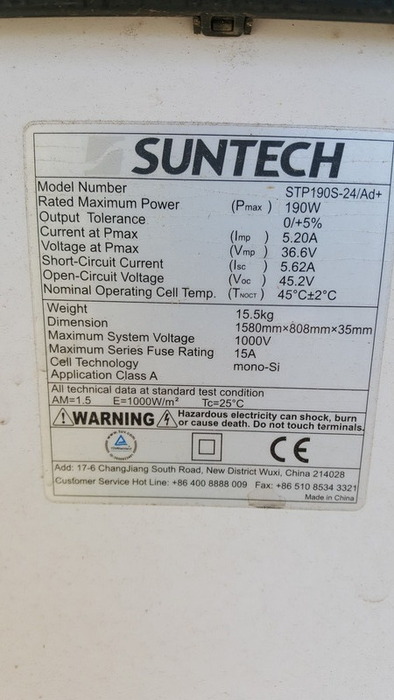 SUNTECH
Model Number STP190S-24/Ad+
Rated Maximum Power (Pmax) 190W
Output Tolerance 0/+5%
Current at Pmax (Imp) 5.20A
Voltage at Pmax (Vmp) 36.6V
Short-Circuit Current (Isc) 5.62A
Open-Circuit Voltage (Voc) 45.2V
Nominal Operating Cell Temp. (TNOCT) 45°C±2°C
Weight 15.5kg
Dimension 1580mm×808mm×35mm
Maximum System Voltage 1000V
Maximum Series Fuse Rating 15A
Cell Technology mono-Si
Application Class A
All technical data at standard test condition
AM=1.5 E=1000W/m² Tc=25°C
WARNING Hazardous electricity can shock, burn
or cause death. Do not touch terminals.
CE
Add: 17-6 ChangJiang South Road, New District Wuxi, China 214028
Customer Service Hot Line: +86 400 8888 009 Fax: +86 510 8534 3321
Made in China